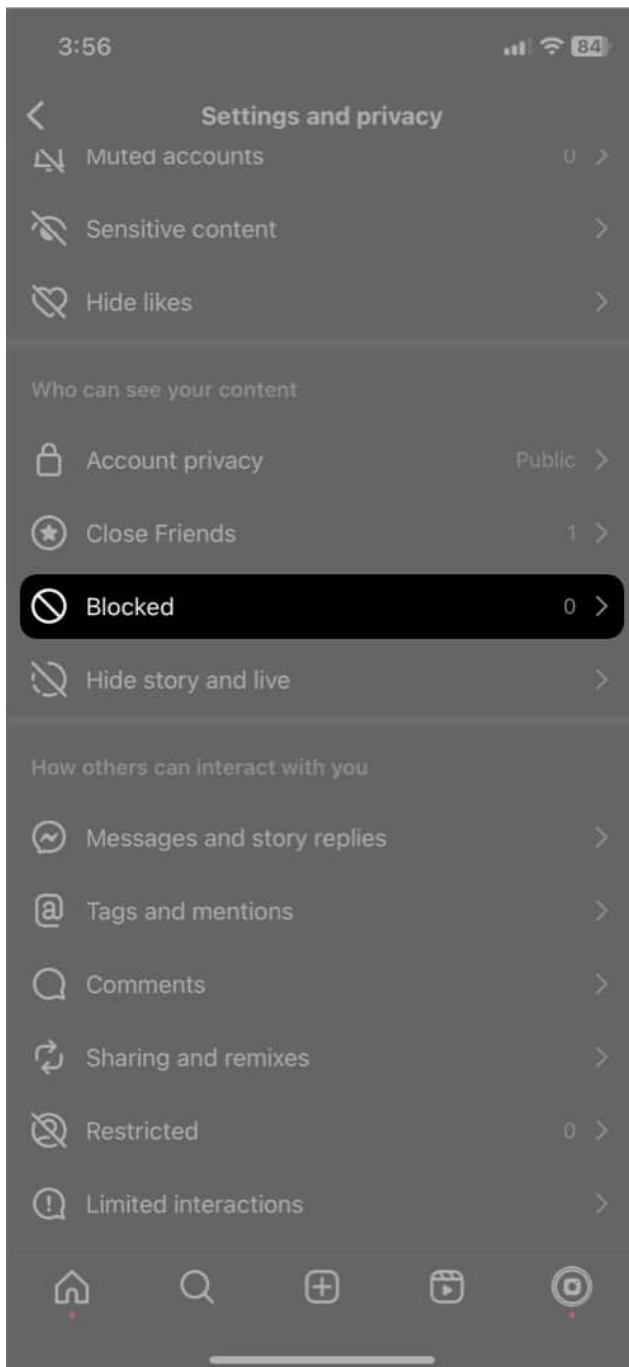 3:56
84
Settings and privacy
Muted accounts 0
Sensitive content
Hide likes
Who can see your content
Account privacy Public
Close Friends 1
Blocked 0
Hide story and live
How others can interact with you
Messages and story replies
Tags and mentions
Comments
Sharing and remixes
Restricted 0
Limited interactions